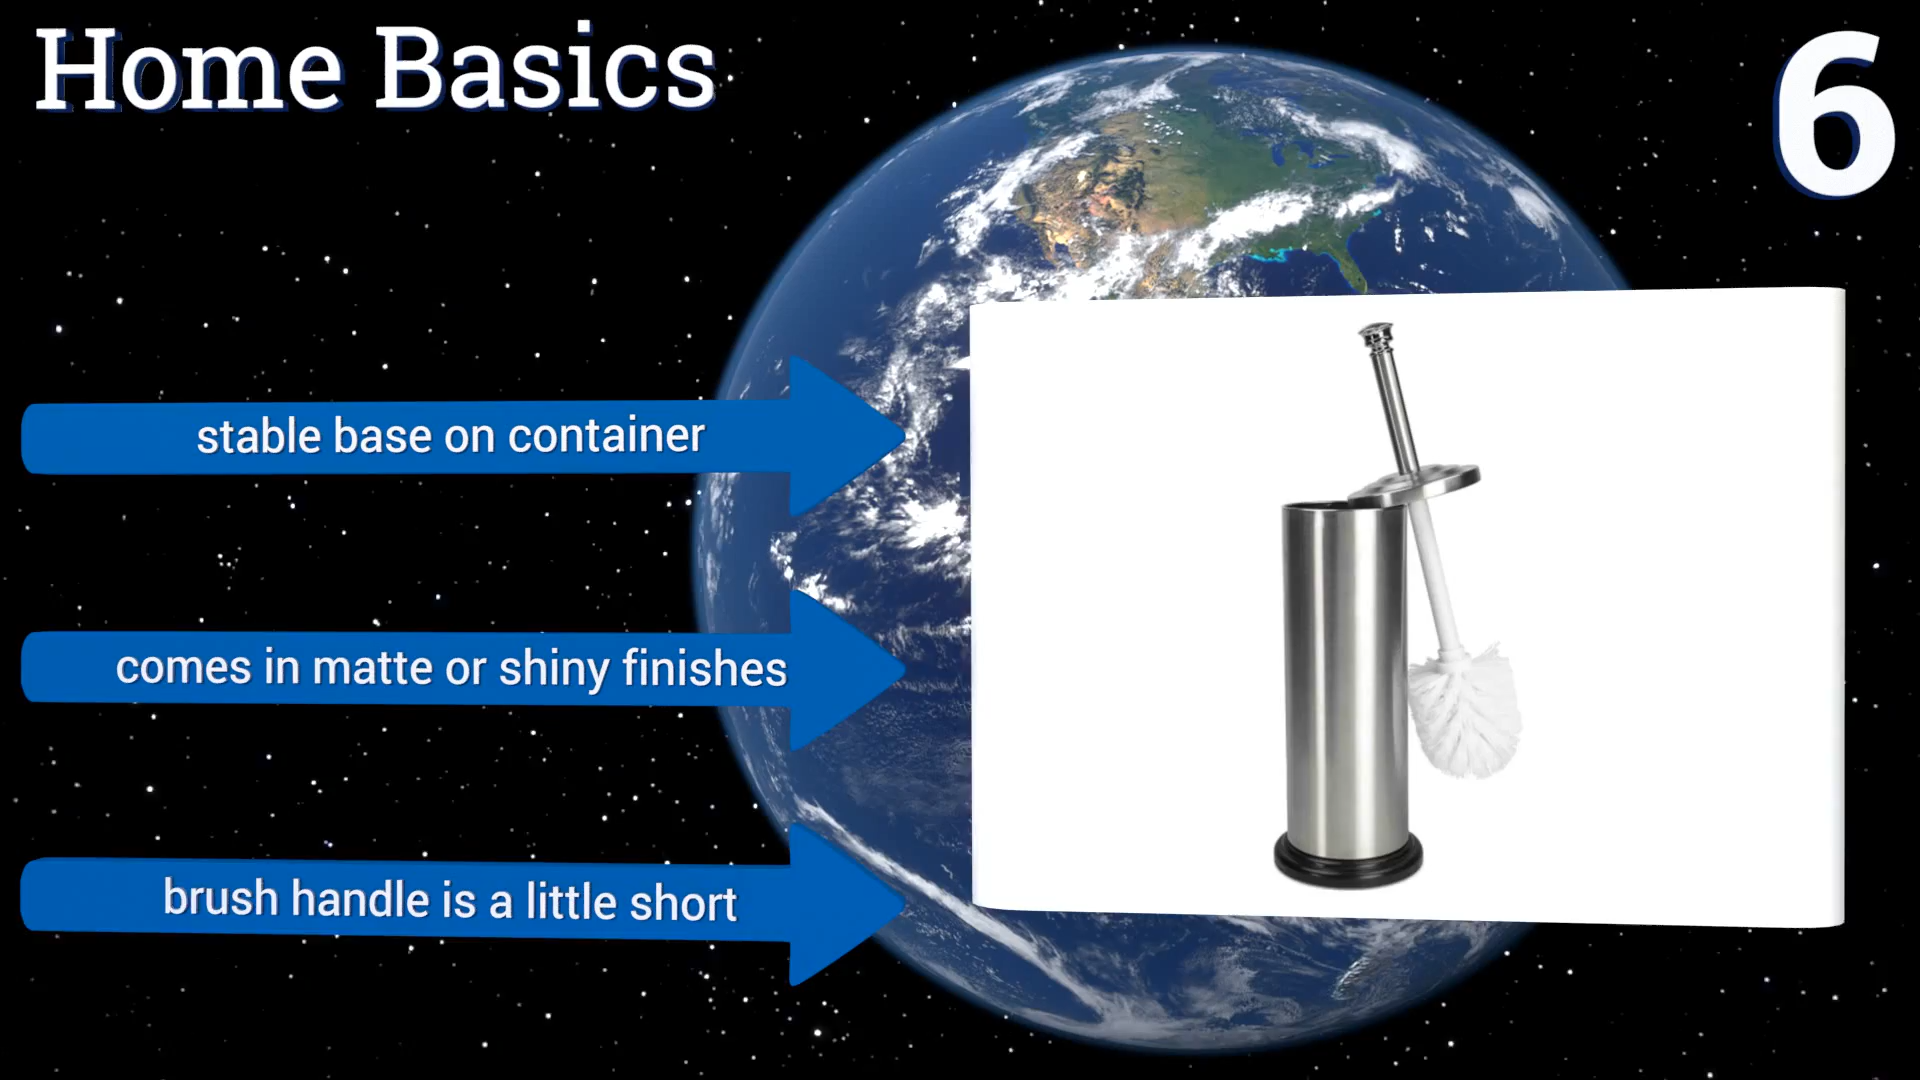 Home Basics
6
stable base on container
comes in matte or shiny finishes
brush handle is a little short